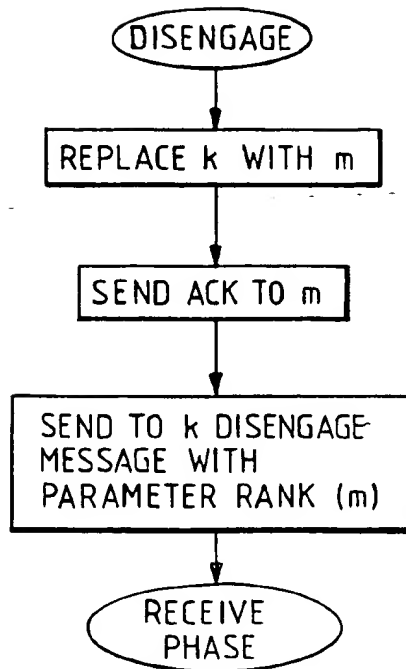 DISENGAGE
REPLACE k WITH m
SEND ACK TO m
SEND TO k DISENGAGE
MESSAGE WITH
PARAMETER RANK (m)
RECEIVE
PHASE